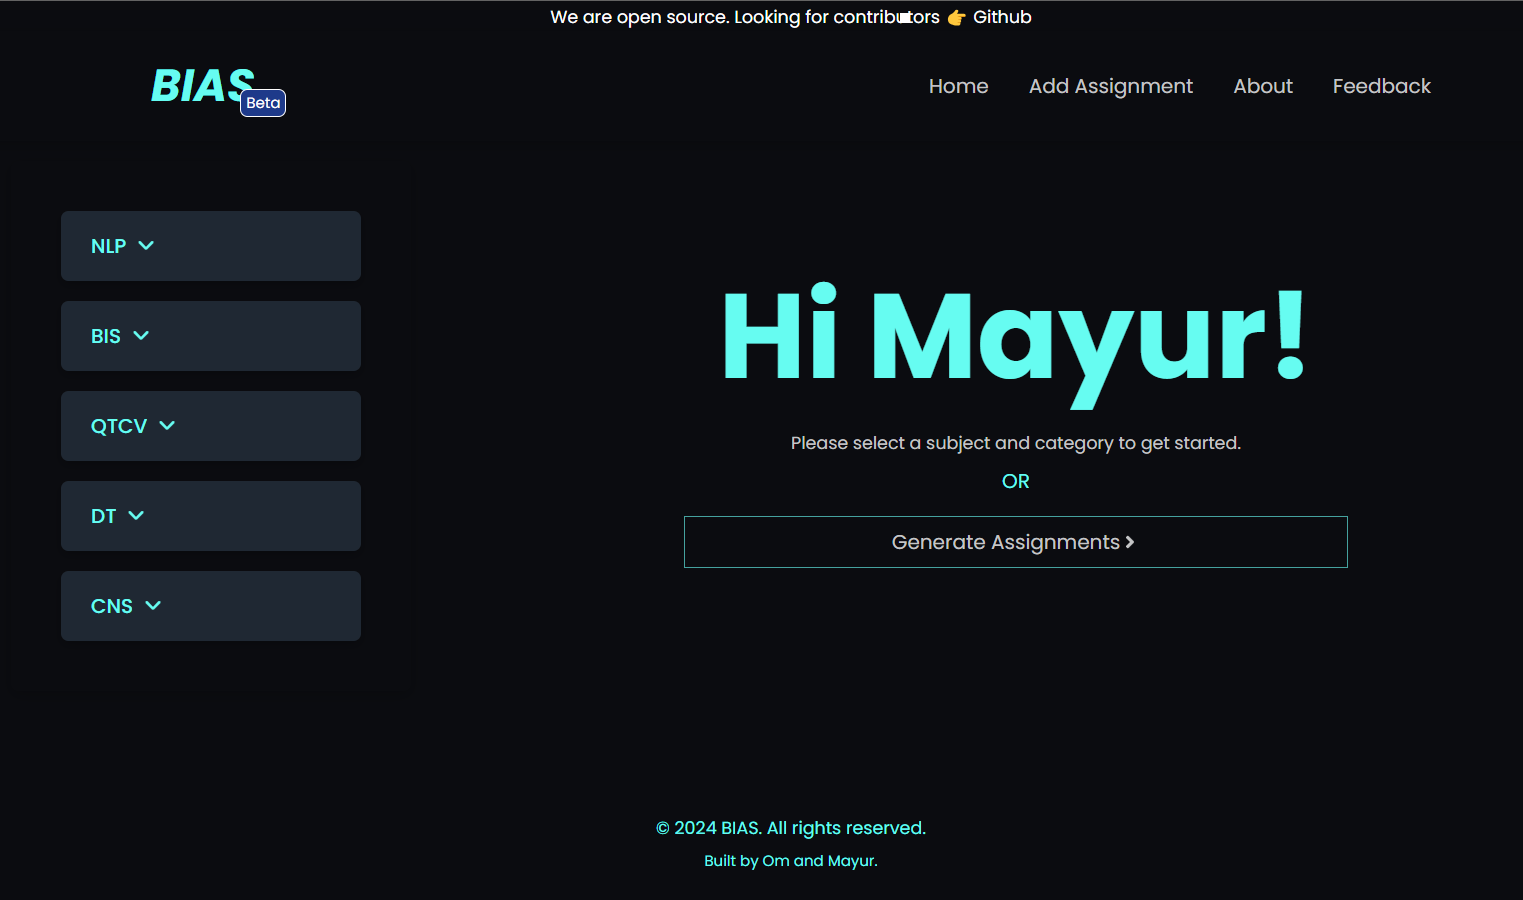 We are open source. Looking for contributors 👉 Github
BIAS
Beta
Home Add Assignment About Feedback
NLP
BIS
QTCV
DT
CNS
Hi Mayur!
Please select a subject and category to get started.
OR
Generate Assignments
© 2024 BIAS. All rights reserved.
Built by Om and Mayur.